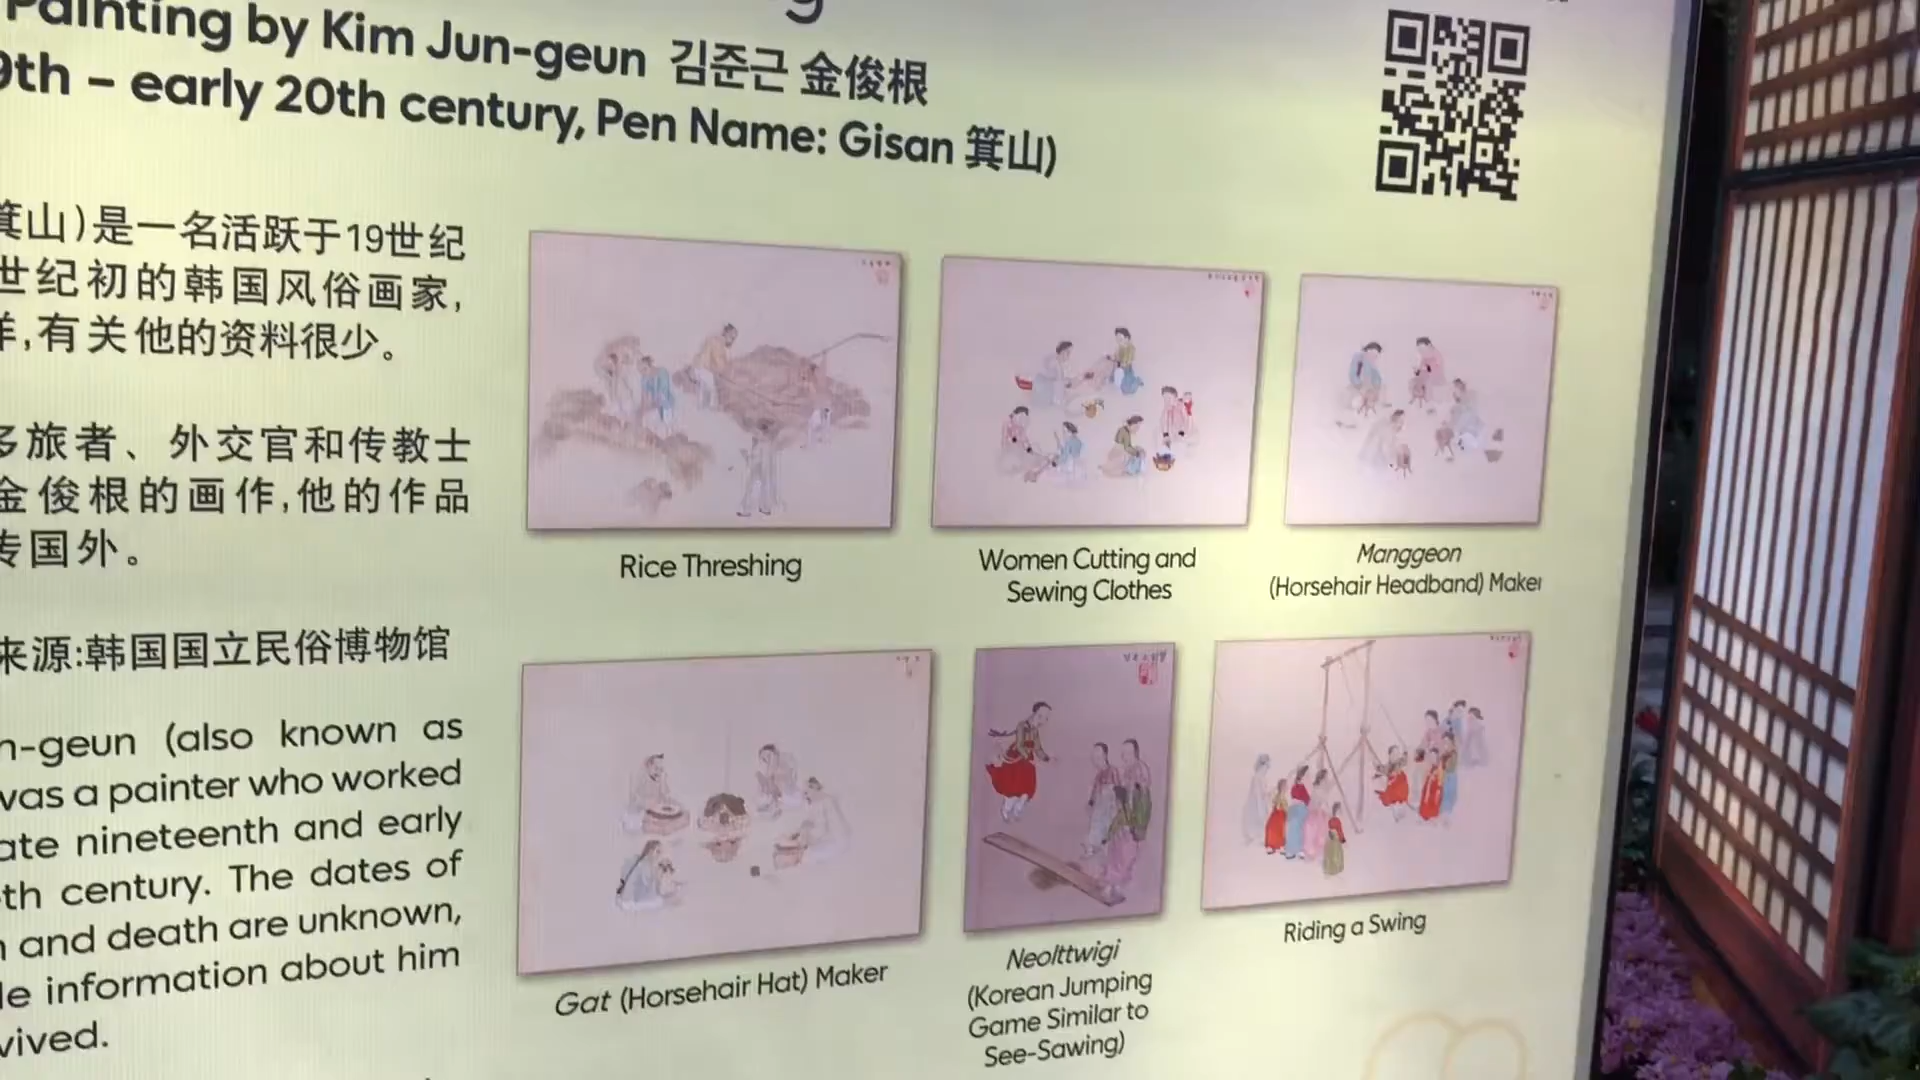 Painting by Kim Jun-geun 김준근 金俊根
9th – early 20th century, Pen Name: Gisan 箕山)
箕山)是一名活跃于19世纪
世纪初的韩国风俗画家,
,有关他的资料很少。
多旅者、外交官和传教士
金俊根的画作,他的作品
传国外。
来源:韩国国立民俗博物馆
n-geun (also known as
was a painter who worked
ate nineteenth and early
th century. The dates of
and death are unknown,
information about him
vived.
Rice Threshing
Women Cutting and
Sewing Clothes
Manggeon
(Horsehair Headband) Maker
Gat (Horsehair Hat) Maker
Neolttwigi
(Korean Jumping
Game Similar to
See-Sawing)
Riding a Swing